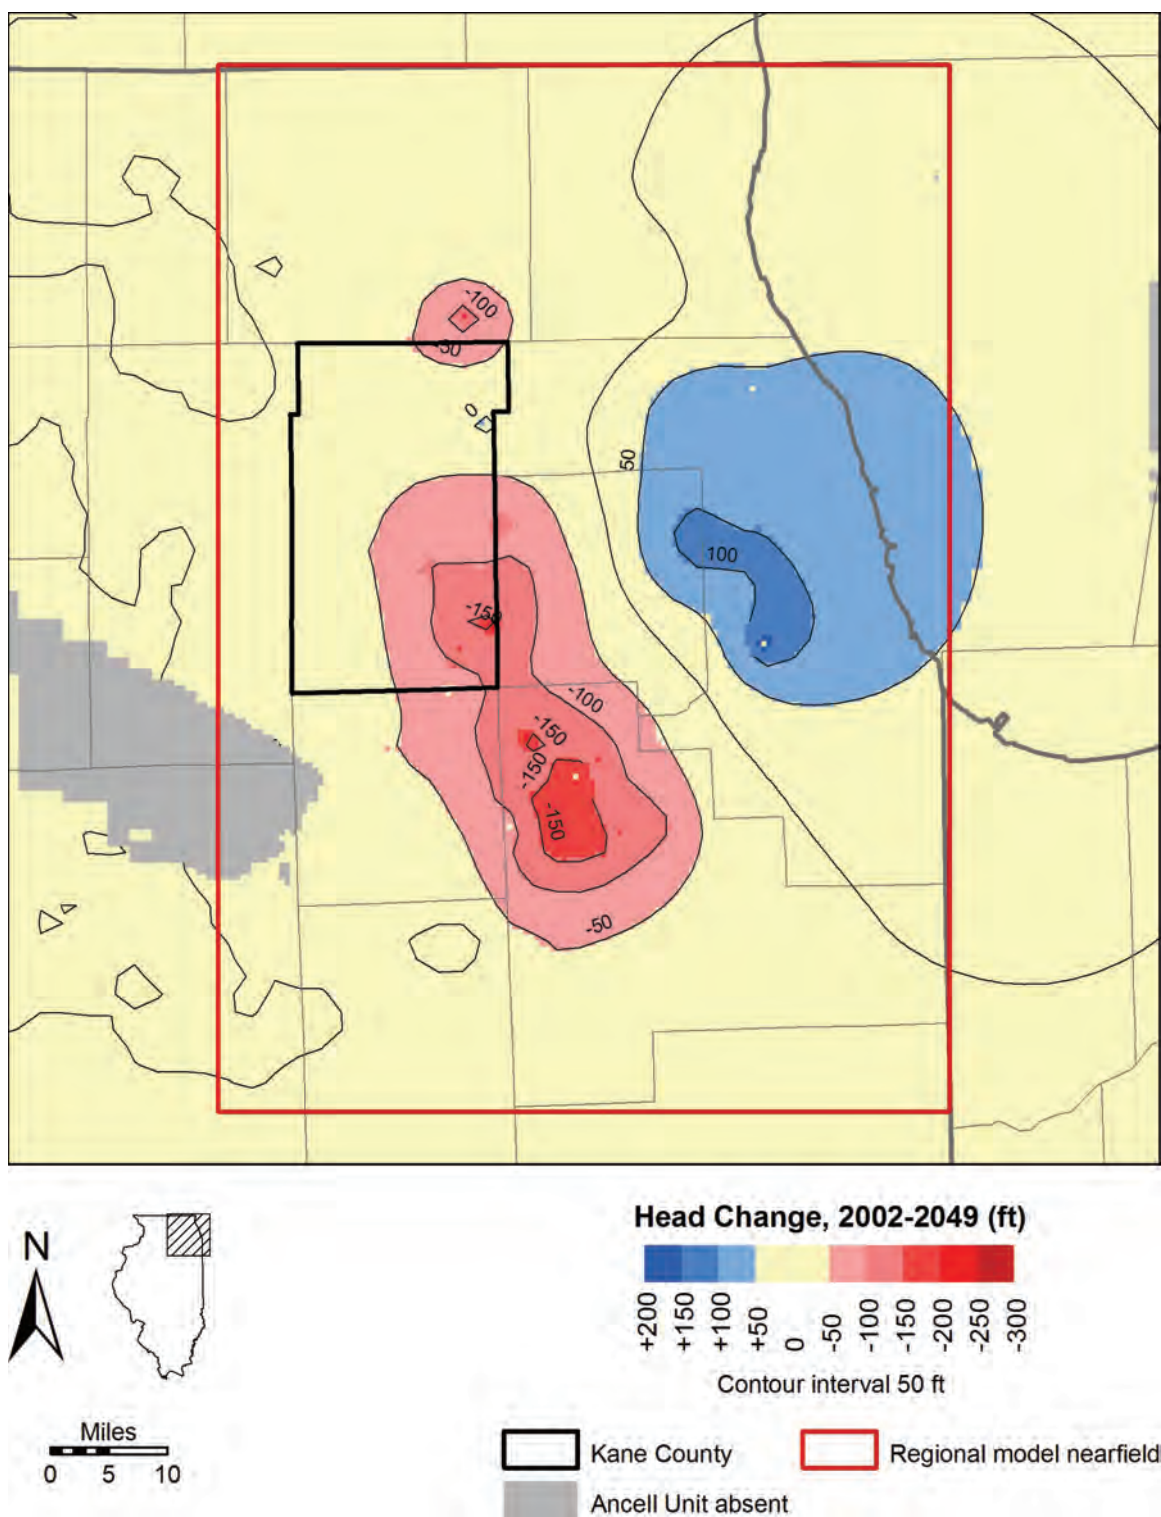 -100
-50
0
50
100
-150
-100
-150
-150
-150
-50
N
Head Change, 2002-2049 (ft)
+200
+150
+100
+50
0
-50
-100
-150
-200
-250
-300
Contour interval 50 ft
Miles
0 5 10
Kane County
Regional model nearfield
Ancell Unit absent